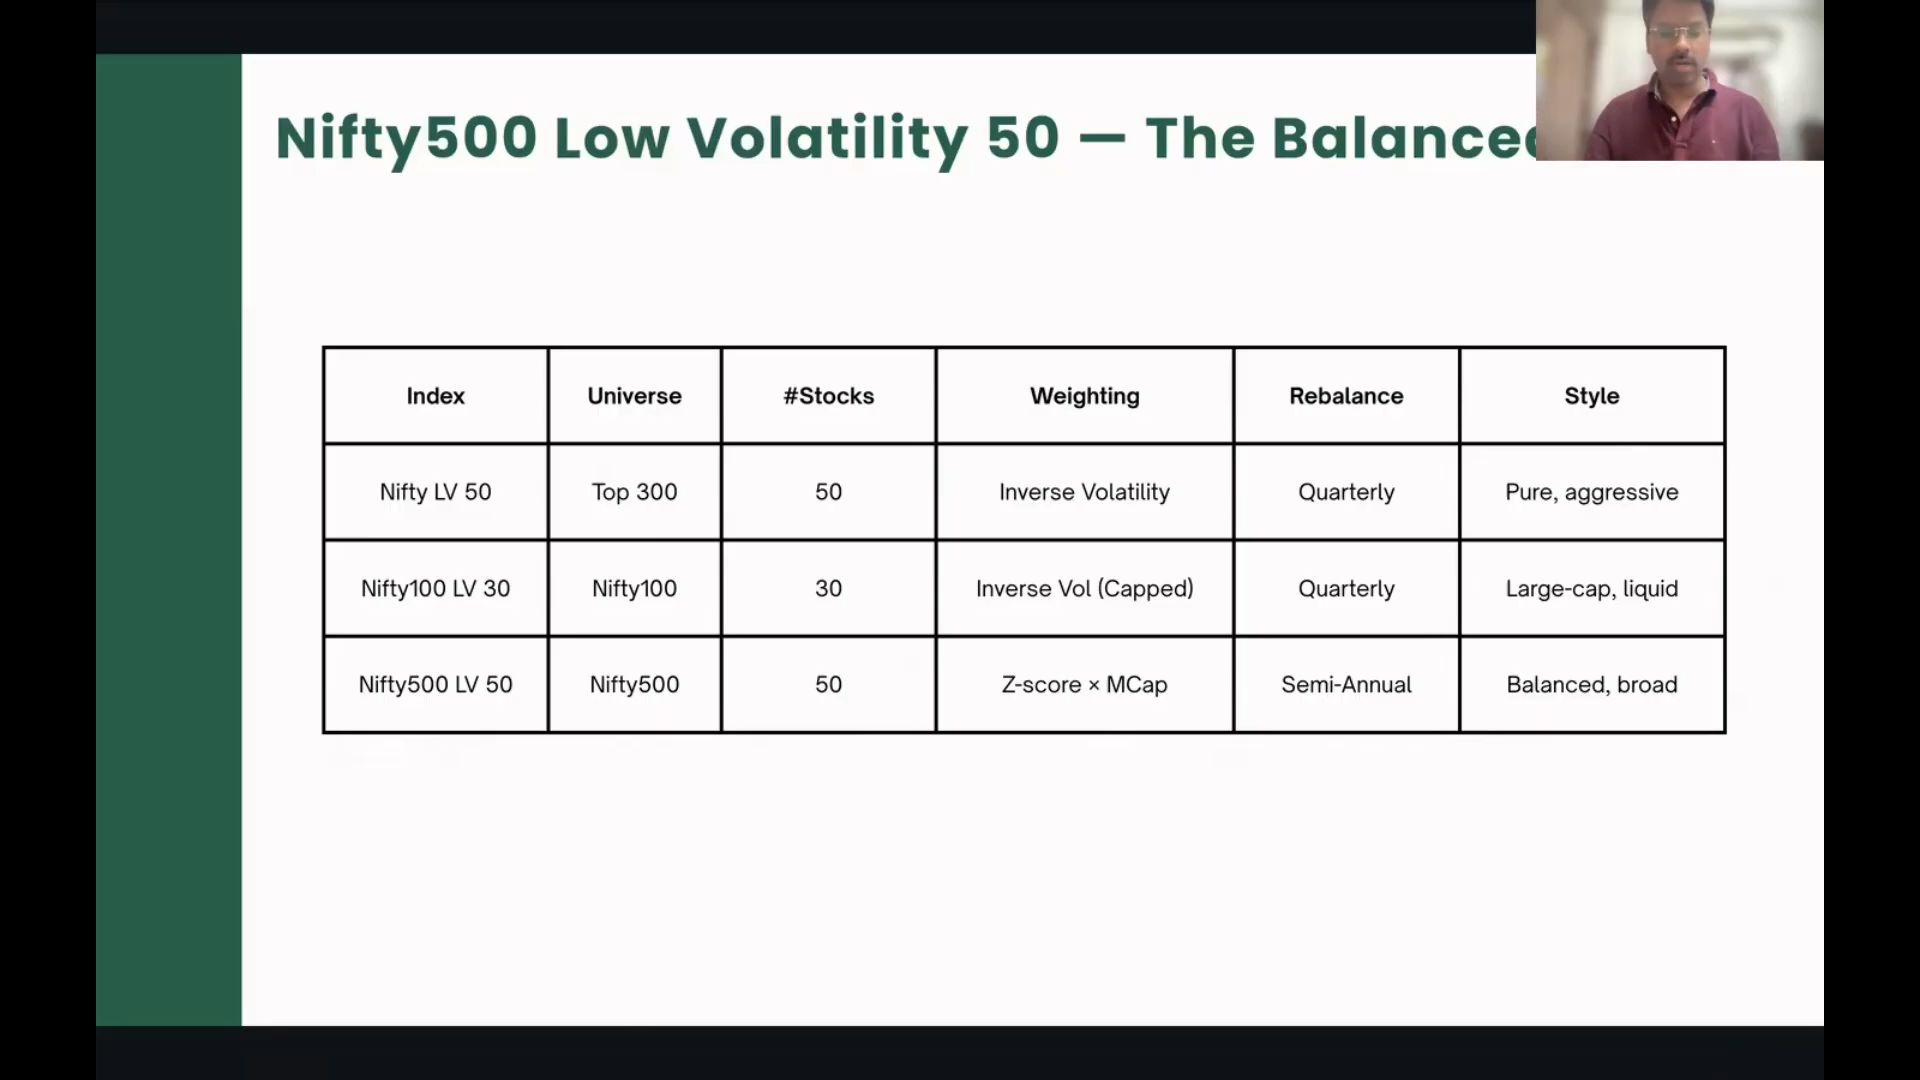 Nifty500 Low Volatility 50 — The Balanced
Index Universe #Stocks Weighting Rebalance Style
Nifty LV 50 Top 300 50 Inverse Volatility Quarterly Pure, aggressive
Nifty100 LV 30 Nifty100 30 Inverse Vol (Capped) Quarterly Large-cap, liquid
Nifty500 LV 50 Nifty500 50 Z-score × MCap Semi-Annual Balanced, broad